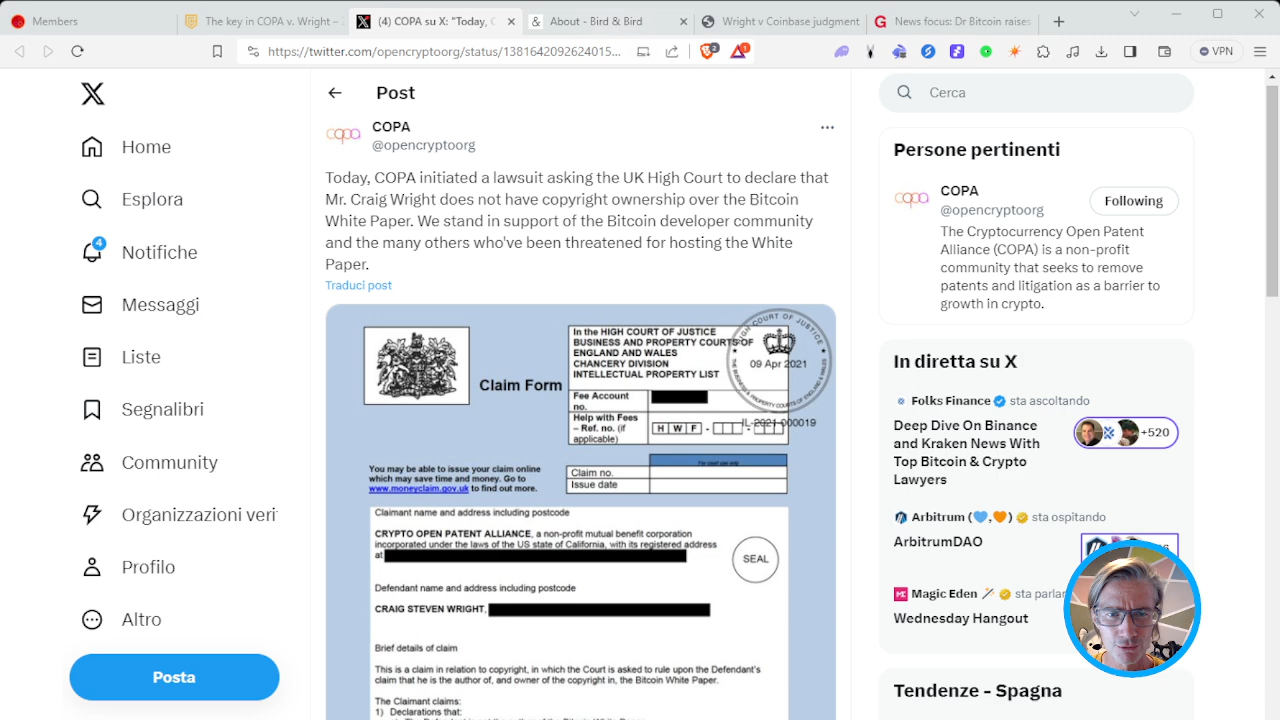 Members
The key in COPA v. Wright –
(4) COPA su X: "Today, C
About - Bird & Bird
Wright v Coinbase judgment
News focus: Dr Bitcoin raises
https://twitter.com/opencryptoorg/status/1381642092624015...
2
1
VPN
Home
Esplora
4
Notifiche
Messaggi
Liste
Segnalibri
Community
Organizzazioni veri
Profilo
Altro
Posta
Post
copa
COPA
@opencryptoorg
Today, COPA initiated a lawsuit asking the UK High Court to declare that
Mr. Craig Wright does not have copyright ownership over the Bitcoin
White Paper. We stand in support of the Bitcoin developer community
and the many others who've been threatened for hosting the White
Paper.
Traduci post
Claim Form
In the HIGH COURT OF JUSTICE
BUSINESS AND PROPERTY COURTS OF
ENGLAND AND WALES
CHANCERY DIVISION
INTELLECTUAL PROPERTY LIST
Fee Account
no.
Help with Fees
– Ref. no. (if
applicable)
H W F - -
09 Apr 2021
IL-2021-000019
You may be able to issue your claim online
which may save time and money. Go to
www.moneyclaim.gov.uk to find out more.
For court use only
Claim no.
Issue date
Claimant name and address including postcode
CRYPTO OPEN PATENT ALLIANCE, a non-profit mutual benefit corporation
incorporated under the laws of the US state of California, with its registered address
at
SEAL
Defendant name and address including postcode
CRAIG STEVEN WRIGHT,
Brief details of claim
This is a claim in relation to copyright, in which the Court is asked to rule upon the Defendant's
claim that he is the author of, and owner of the copyright in, the Bitcoin White Paper.
The Claimant claims:
1) Declarations that:
Cerca
Persone pertinenti
copa
COPA
@opencryptoorg
Following
The Cryptocurrency Open Patent
Alliance (COPA) is a non-profit
community that seeks to remove
patents and litigation as a barrier to
growth in crypto.
In diretta su X
Folks Finance sta ascoltando
Deep Dive On Binance
and Kraken News With
Top Bitcoin & Crypto
Lawyers
+520
Arbitrum (💙,🧡) sta ospitando
ArbitrumDAO
Magic Eden 🪄 sta parlan
Wednesday Hangout
Tendenze - Spagna